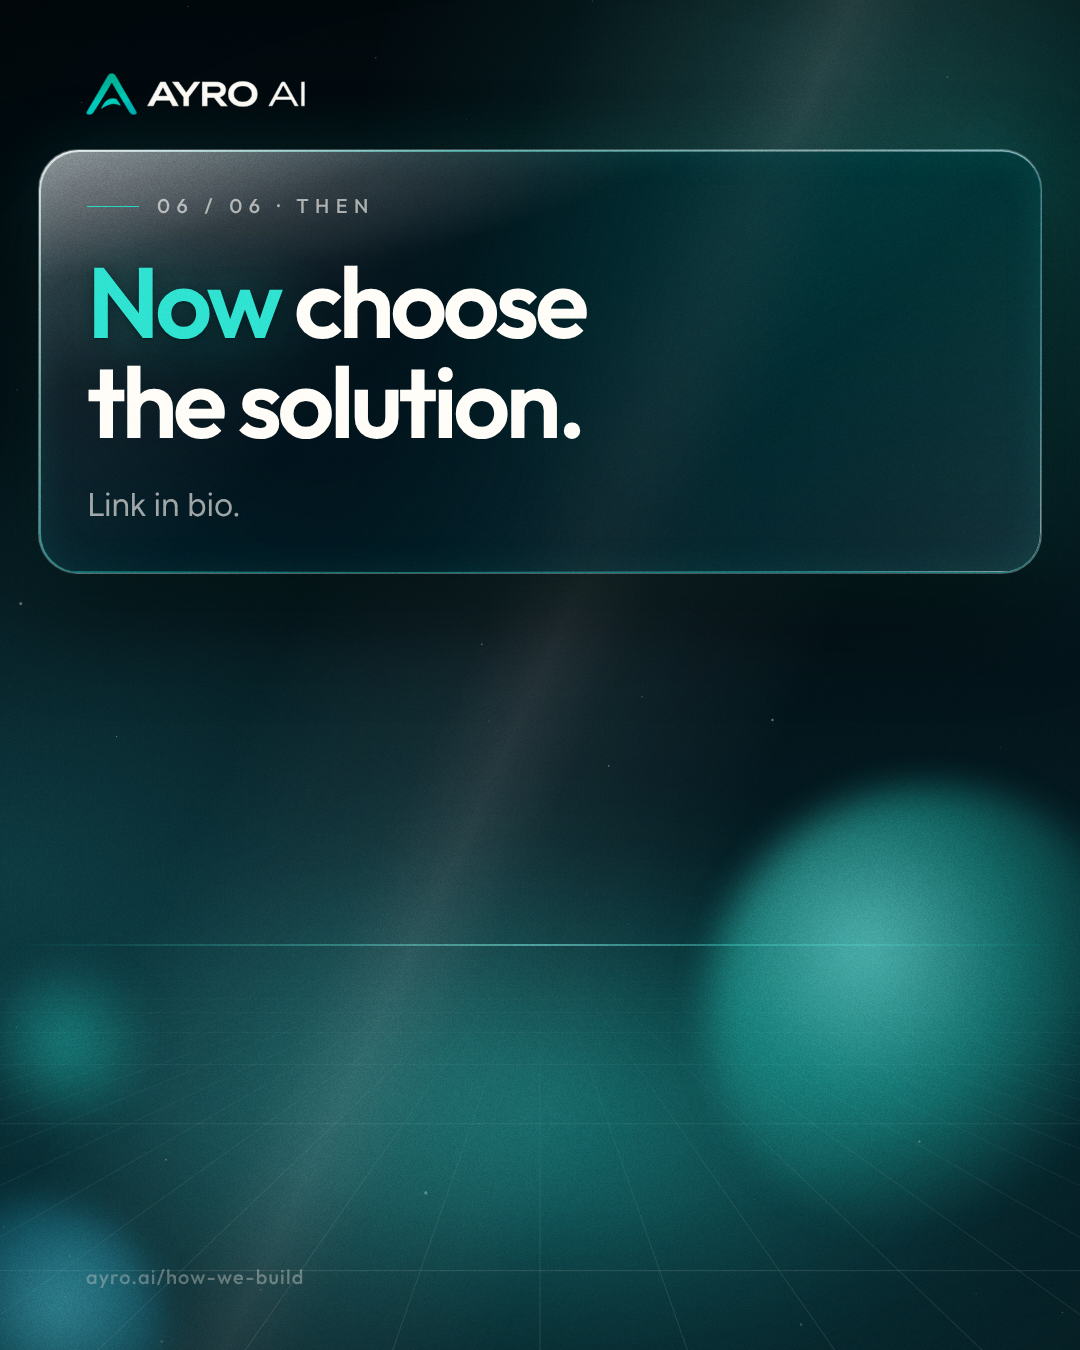 AYRO AI
06 / 06 · THEN
Now choose
the solution.
Link in bio.
ayro.ai/how-we-build